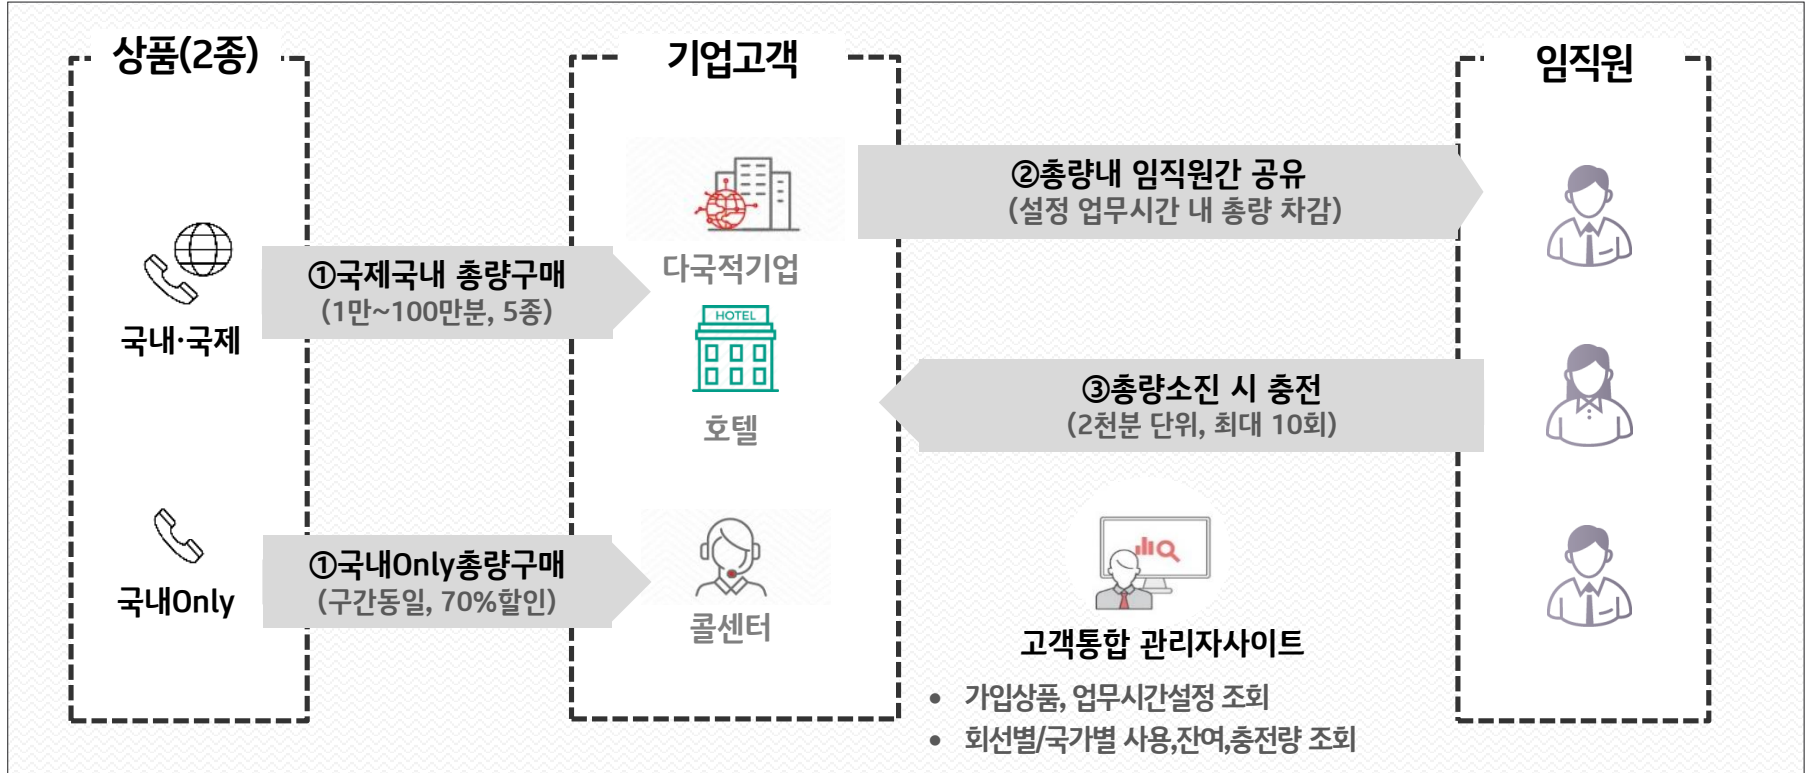 상품(2종)
기업고객
임직원
국내·국제
①국제국내 총량구매
(1만~100만분, 5종)
국내Only
①국내Only총량구매
(구간동일, 70%할인)
다국적기업
HOTEL
호텔
콜센터
②총량내 임직원간 공유
(설정 업무시간 내 총량 차감)
③총량소진 시 충전
(2천분 단위, 최대 10회)
고객통합 관리자사이트
• 가입상품, 업무시간설정 조회
• 회선별/국가별 사용,잔여,충전량 조회